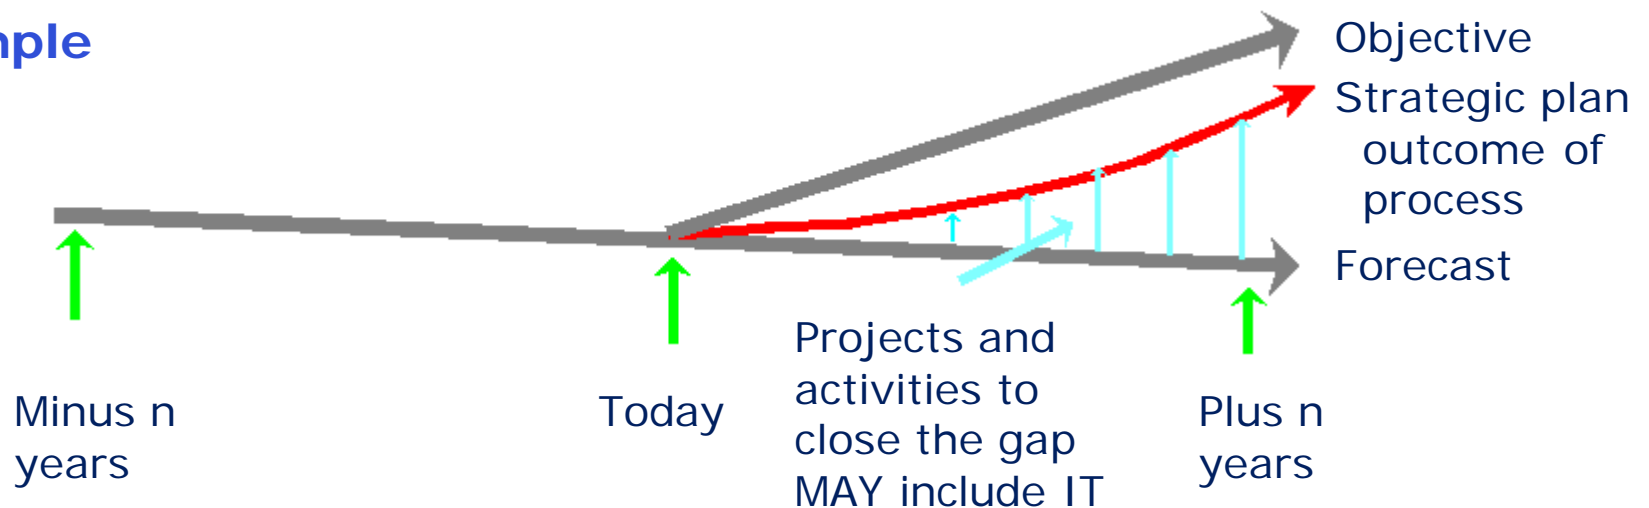 nple
Objective
Strategic plan
outcome of
process
Forecast
Minus n
years
Today
Projects and
activities to
close the gap
MAY include IT
Plus n
years